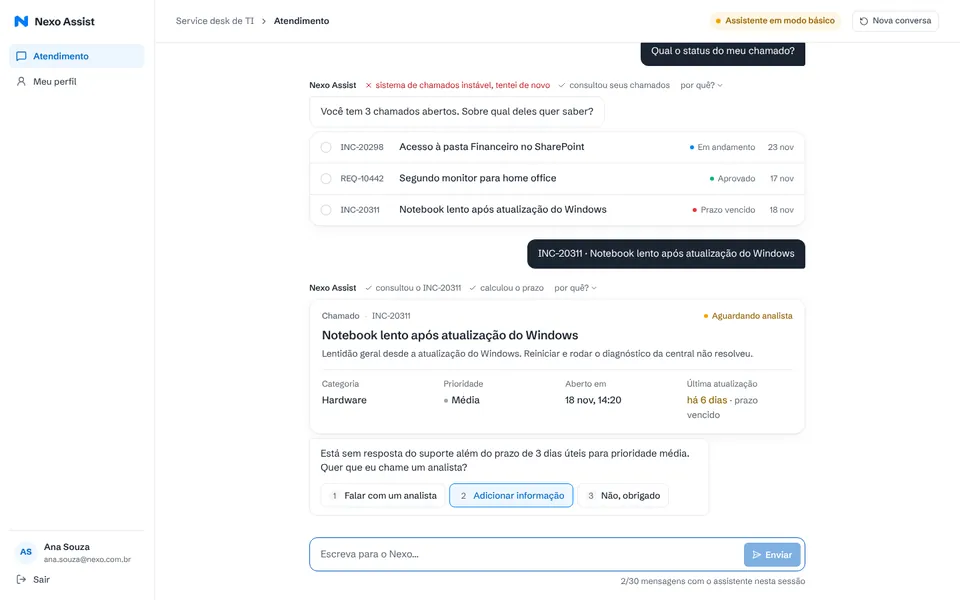 Nexo Assist
Service desk de TI > Atendimento
Assistente em modo básico
Nova conversa
Atendimento
Meu perfil
Qual o status do meu chamado?
Nexo Assist × sistema de chamados instável, tentei de novo ✓ consultou seus chamados por quê?
Você tem 3 chamados abertos. Sobre qual deles quer saber?
INC-20298 Acesso à pasta Financeiro no SharePoint Em andamento 23 nov
REQ-10442 Segundo monitor para home office Aprovado 17 nov
INC-20311 Notebook lento após atualização do Windows Prazo vencido 18 nov
INC-20311 · Notebook lento após atualização do Windows
Nexo Assist ✓ consultou o INC-20311 ✓ calculou o prazo por quê?
Chamado · INC-20311 Aguardando analista
Notebook lento após atualização do Windows
Lentidão geral desde a atualização do Windows. Reiniciar e rodar o diagnóstico da central não resolveu.
Categoria Prioridade Aberto em Última atualização
Hardware Média 18 nov, 14:20 há 6 dias · prazo
vencido
Está sem resposta do suporte além do prazo de 3 dias úteis para prioridade média.
Quer que eu chame um analista?
1 Falar com um analista 2 Adicionar informação 3 Não, obrigado
Escreva para o Nexo... Enviar
2/30 mensagens com o assistente nesta sessão
AS Ana Souza
ana.souza@nexo.com.br
Sair